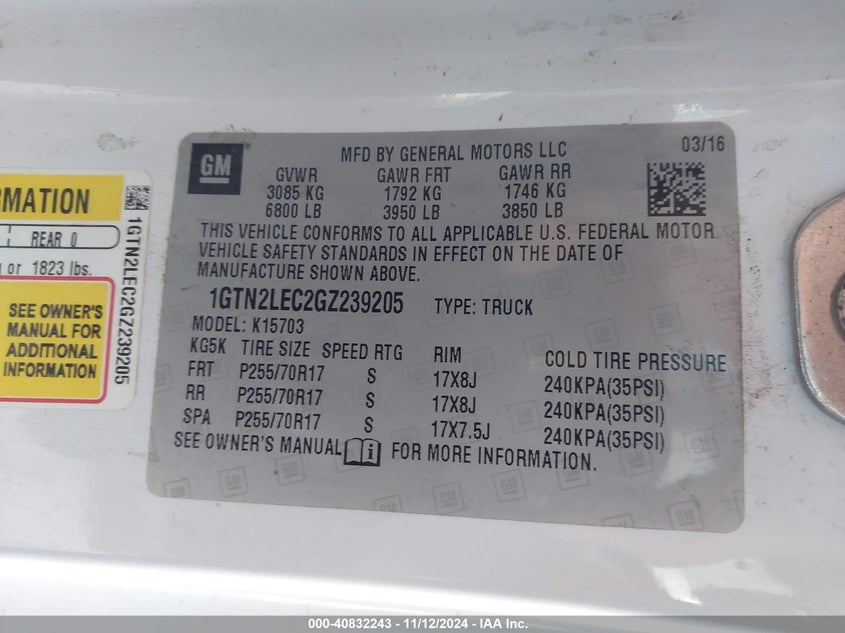 GM
MFD BY GENERAL MOTORS LLC 03/16
GVWR GAWR FRT GAWR RR
3085 KG 1792 KG 1746 KG
6800 LB 3950 LB 3850 LB
THIS VEHICLE CONFORMS TO ALL APPLICABLE U.S. FEDERAL MOTOR
VEHICLE SAFETY STANDARDS IN EFFECT ON THE DATE OF
MANUFACTURE SHOWN ABOVE.
1GTN2LEC2GZ239205 TYPE: TRUCK
MODEL: K15703
KG5K TIRE SIZE SPEED RTG RIM COLD TIRE PRESSURE
FRT P255/70R17 S 17X8J 240KPA(35PSI)
RR P255/70R17 S 17X8J 240KPA(35PSI)
SPA P255/70R17 S 17X7.5J 240KPA(35PSI)
SEE OWNER'S MANUAL i FOR MORE INFORMATION.
REAR 0
or 1823 lbs.
SEE OWNER'S
MANUAL FOR
ADDITIONAL
INFORMATION
1GTN2LEC2GZ239205
000-40832243 - 11/12/2024 - IAA Inc.